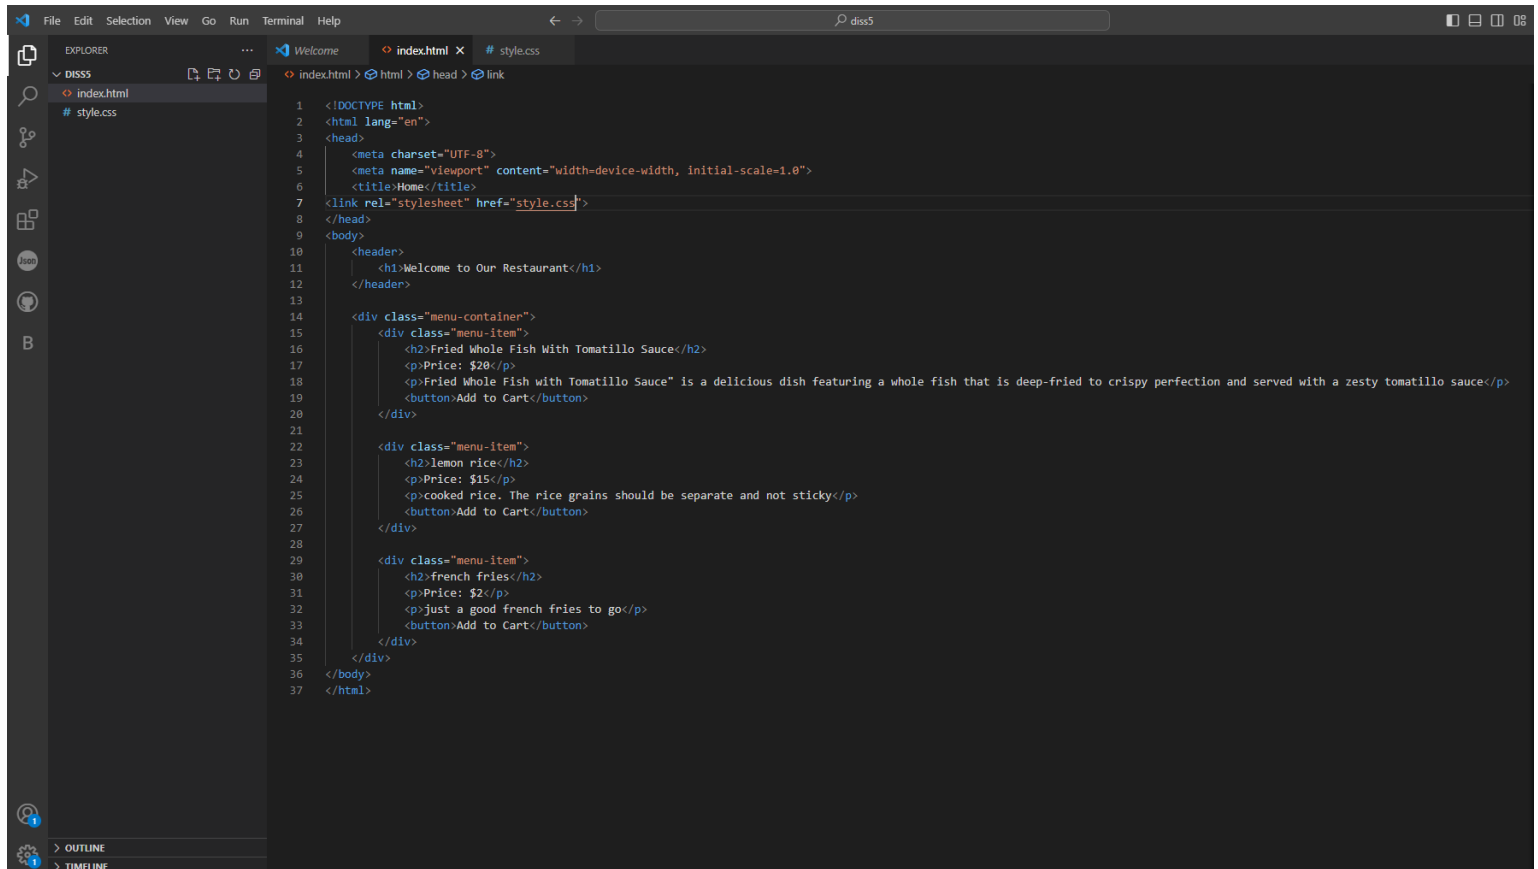 File Edit Selection View Go Run Terminal Help
diss5
EXPLORER
Welcome
index.html
# style.css
DISS5
index.html > html > head > link
index.html
# style.css
Json
B
1 <!DOCTYPE html>
2 <html lang="en">
3 <head>
4 <meta charset="UTF-8">
5 <meta name="viewport" content="width=device-width, initial-scale=1.0">
6 <title>Home</title>
7 <link rel="stylesheet" href="style.css">
8 </head>
9 <body>
10 <header>
11 <h1>Welcome to Our Restaurant</h1>
12 </header>
13
14 <div class="menu-container">
15 <div class="menu-item">
16 <h2>Fried Whole Fish With Tomatillo Sauce</h2>
17 <p>Price: $20</p>
18 <p>Fried Whole Fish with Tomatillo Sauce" is a delicious dish featuring a whole fish that is deep-fried to crispy perfection and served with a zesty tomatillo sauce</p>
19 <button>Add to Cart</button>
20 </div>
21
22 <div class="menu-item">
23 <h2>lemon rice</h2>
24 <p>Price: $15</p>
25 <p>cooked rice. The rice grains should be separate and not sticky</p>
26 <button>Add to Cart</button>
27 </div>
28
29 <div class="menu-item">
30 <h2>french fries</h2>
31 <p>Price: $2</p>
32 <p>just a good french fries to go</p>
33 <button>Add to Cart</button>
34 </div>
35 </div>
36 </body>
37 </html>
1
OUTLINE
1
TIMELINE